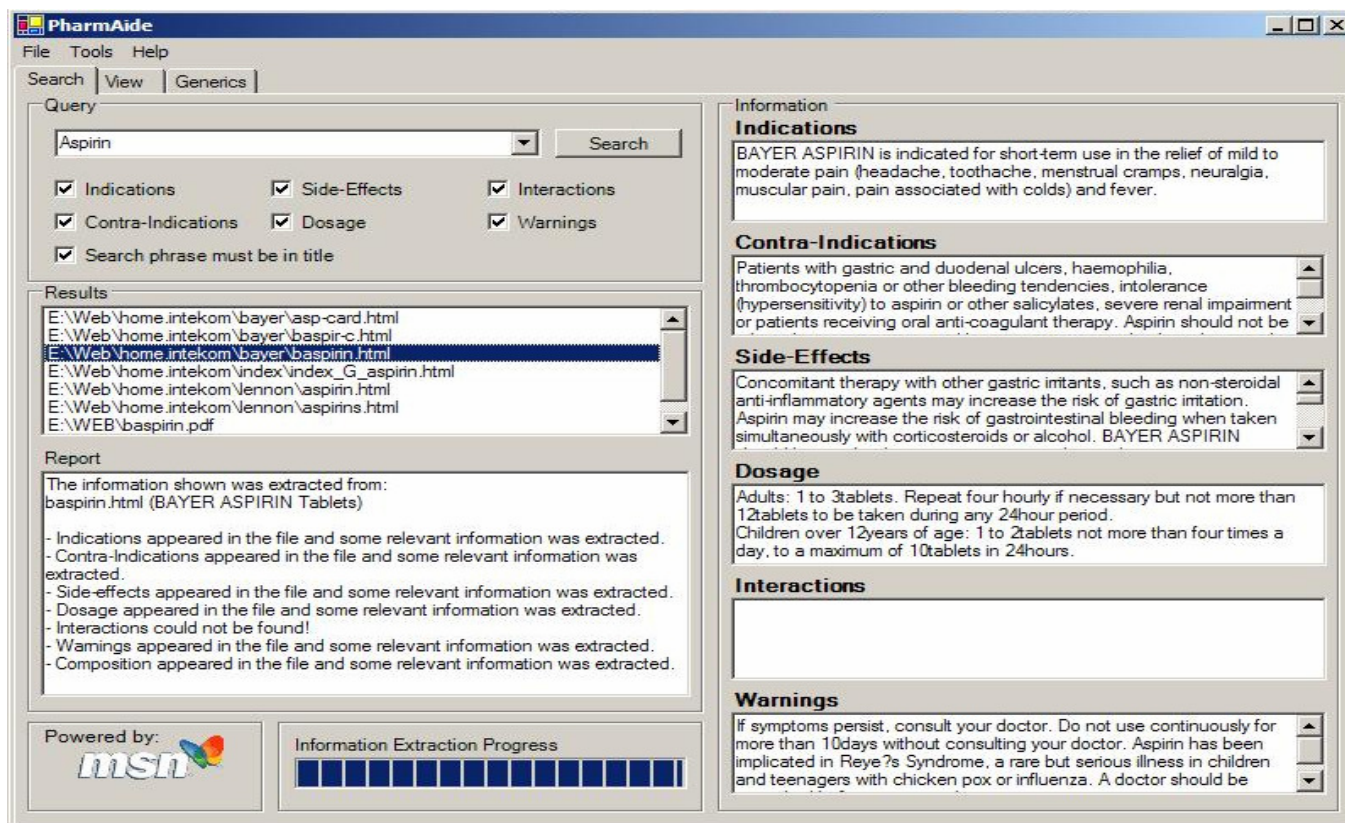 PharmAide
File Tools Help
Search View Generics
Query
Aspirin
Search
Indications Side-Effects Interactions
Contra-Indications Dosage Warnings
Search phrase must be in title
Results
E:\Web\home.intekom\bayer\asp-card.html
E:\Web\home.intekom\bayer\baspir-c.html
E:\Web\home.intekom\bayer\baspirin.html
E:\Web\home.intekom\index\index_G_aspirin.html
E:\Web\home.intekom\lennon\aspirin.html
E:\Web\home.intekom\lennon\aspirins.html
E:\WEB\baspirin.pdf
Report
The information shown was extracted from:
baspirin.html (BAYER ASPIRIN Tablets)
- Indications appeared in the file and some relevant information was extracted.
- Contra-Indications appeared in the file and some relevant information was
extracted.
- Side-effects appeared in the file and some relevant information was extracted.
- Dosage appeared in the file and some relevant information was extracted.
- Interactions could not be found!
- Warnings appeared in the file and some relevant information was extracted.
- Composition appeared in the file and some relevant information was extracted.
Powered by:
msn
Information Extraction Progress
Information
Indications
BAYER ASPIRIN is indicated for short-term use in the relief of mild to
moderate pain (headache, toothache, menstrual cramps, neuralgia,
muscular pain, pain associated with colds) and fever.
Contra-Indications
Patients with gastric and duodenal ulcers, haemophilia,
thrombocytopenia or other bleeding tendencies, intolerance
(hypersensitivity) to aspirin or other salicylates, severe renal impairment
or patients receiving oral anti-coagulant therapy. Aspirin should not be
Side-Effects
Concomitant therapy with other gastric irritants, such as non-steroidal
anti-inflammatory agents may increase the risk of gastric irritation.
Aspirin may increase the risk of gastrointestinal bleeding when taken
simultaneously with corticosteroids or alcohol. BAYER ASPIRIN
Dosage
Adults: 1 to 3tablets. Repeat four hourly if necessary but not more than
12tablets to be taken during any 24hour period.
Children over 12years of age: 1 to 2tablets not more than four times a
day, to a maximum of 10tablets in 24hours.
Interactions
Warnings
If symptoms persist, consult your doctor. Do not use continuously for
more than 10days without consulting your doctor. Aspirin has been
implicated in Reye?s Syndrome, a rare but serious illness in children
and teenagers with chicken pox or influenza. A doctor should be